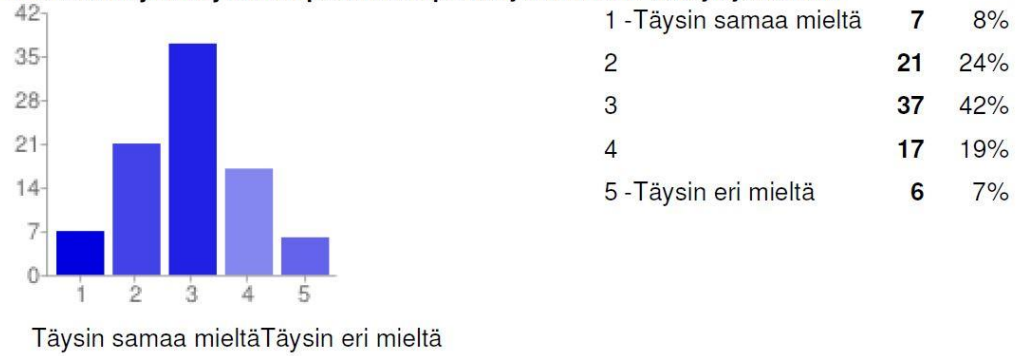 42
35
28
21
14
7
0
1 2 3 4 5
Täysin samaa mieltäTäysin eri mieltä
1 -Täysin samaa mieltä 7 8%
2 21 24%
3 37 42%
4 17 19%
5 -Täysin eri mieltä 6 7%